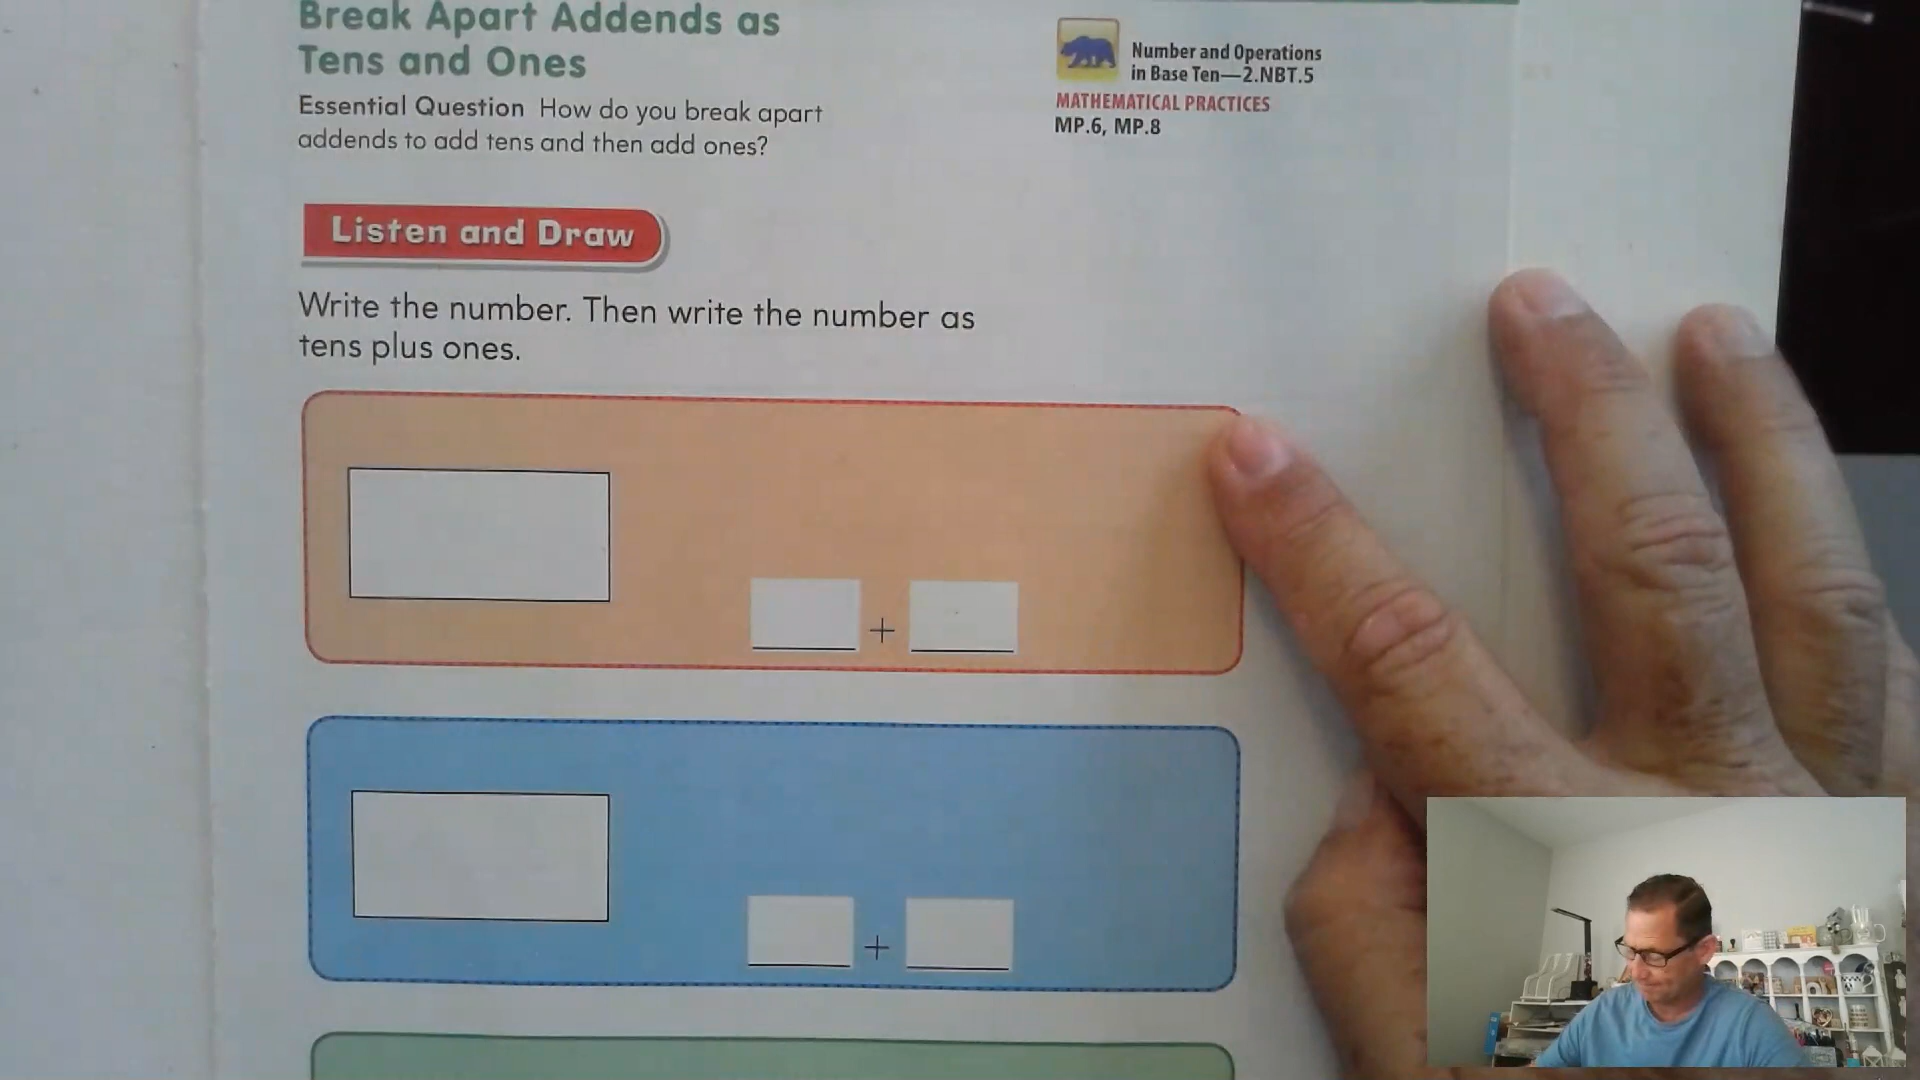 Break Apart Addends as
Tens and Ones
Essential Question How do you break apart
addends to add tens and then add ones?
Number and Operations
in Base Ten—2.NBT.5
MATHEMATICAL PRACTICES
MP.6, MP.8
Listen and Draw
Write the number. Then write the number as
tens plus ones.
+
+